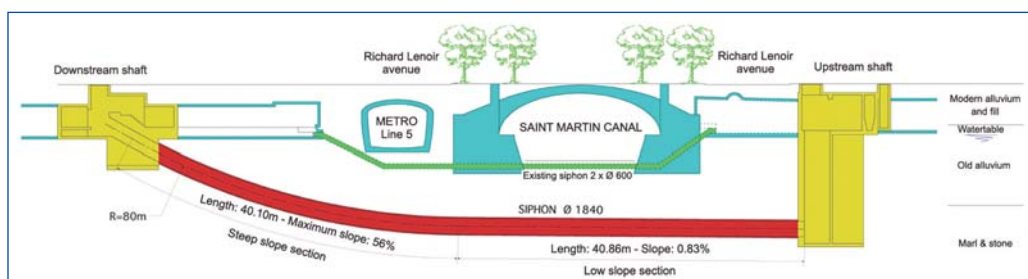 Richard Lenoir
avenue
Richard Lenoir
avenue
Downstream shaft
Upstream shaft
METRO
Line 5
SAINT MARTIN CANAL
Modern alluvium
and fill
Watertable
Old alluvium
Existing siphon 2 x Ø 600
R=80m
Length: 40.10m - Maximum slope: 56%
Steep slope section
SIPHON Ø 1840
Length: 40.86m - Slope: 0.83%
Low slope section
Marl & stone